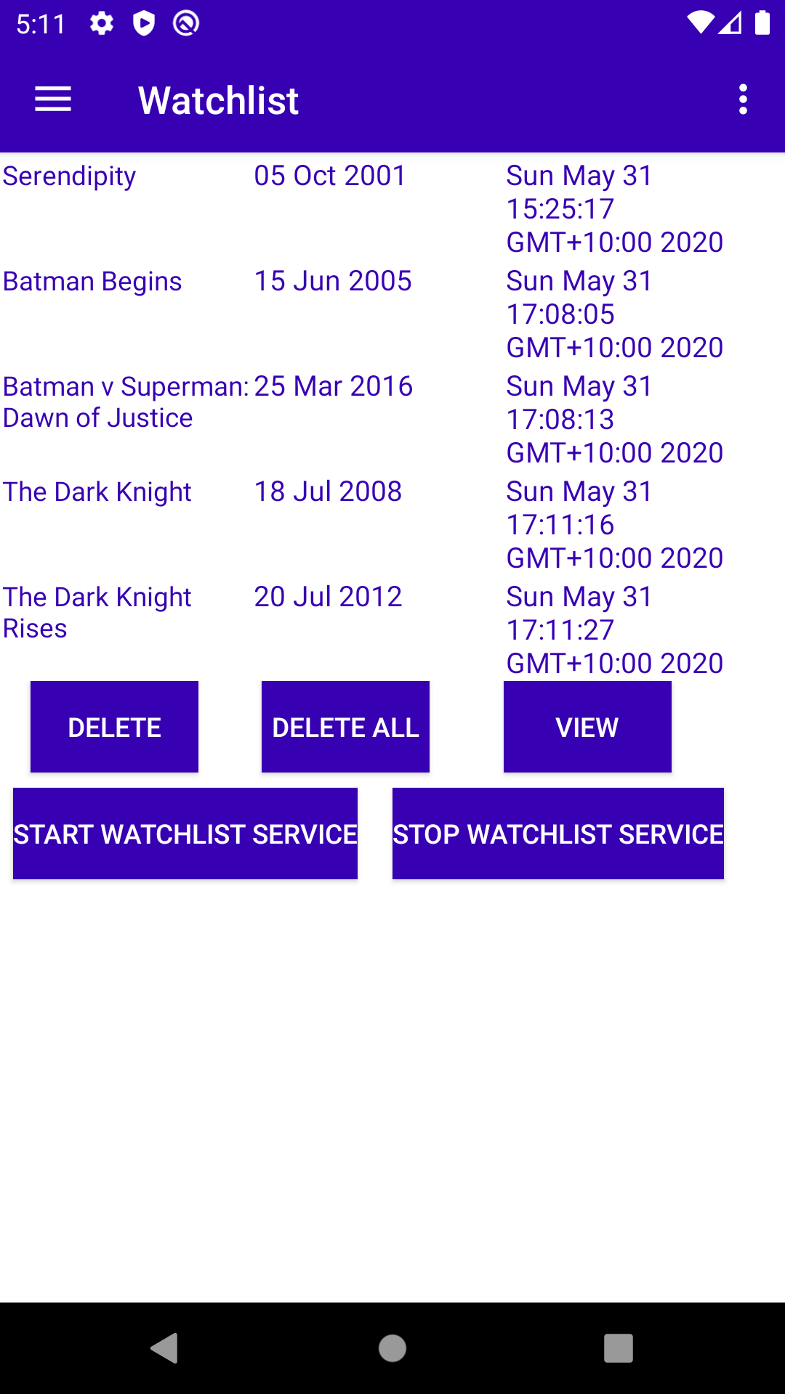 5:11
Watchlist
Serendipity 05 Oct 2001 Sun May 31
15:25:17
GMT+10:00 2020
Batman Begins 15 Jun 2005 Sun May 31
17:08:05
GMT+10:00 2020
Batman v Superman: 25 Mar 2016 Sun May 31
Dawn of Justice 17:08:13
GMT+10:00 2020
The Dark Knight 18 Jul 2008 Sun May 31
17:11:16
GMT+10:00 2020
The Dark Knight 20 Jul 2012 Sun May 31
Rises 17:11:27
GMT+10:00 2020
DELETE DELETE ALL VIEW
START WATCHLIST SERVICE STOP WATCHLIST SERVICE